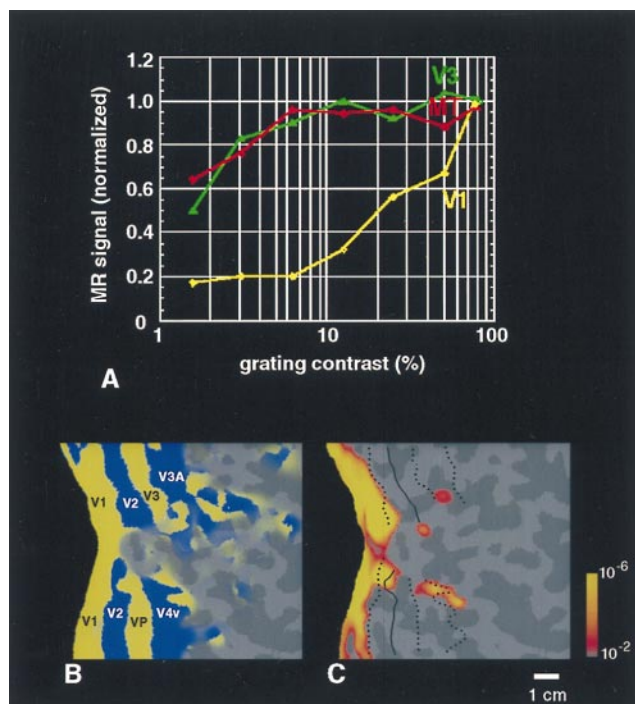 1.2
1.0
0.8
0.6
0.4
0.2
0
MR signal (normalized)
V3
MT
V1
1 10 100
grating contrast (%)
A
V3A
V1 V2 V3
V1 V2 VP V4v
B
C
10-6
10-2
1 cm